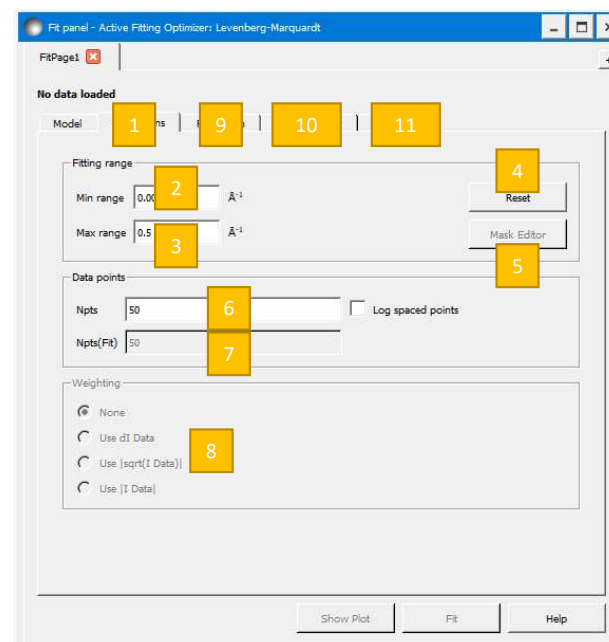 Fit panel - Active Fitting Optimizer: Levenberg-Marquardt
FitPage1
No data loaded
Model 1 9 10 11
Fitting range
4
Min range 0.00 2 Å⁻¹ Reset
Max range 0.5 3 Å⁻¹ Mask Editor
5
Data points
Npts 50 6 Log spaced points
Npts(Fit) 50 7
Weighting
None
Use dI Data
8
Use |sqrt(I Data)|
Use |I Data|
Show Plot Fit Help